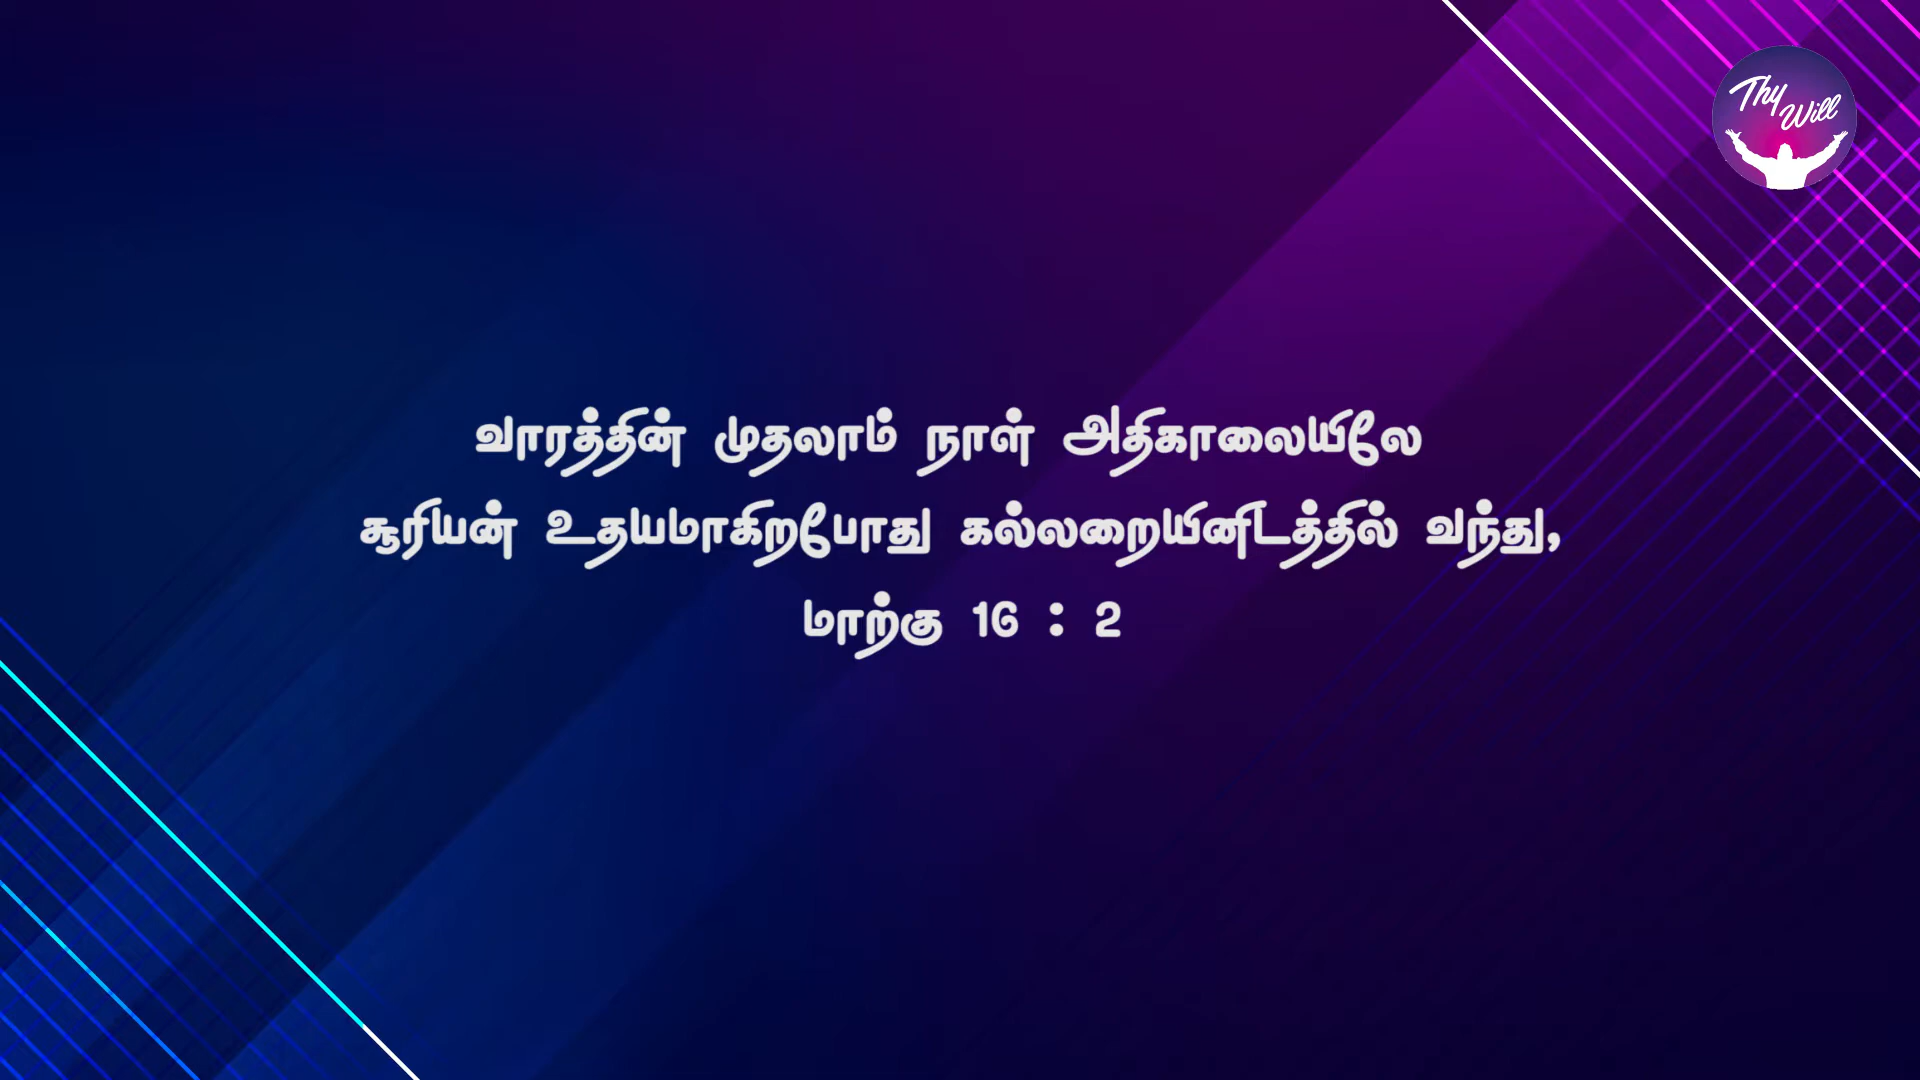 Thy Will
வாரத்தின் முதலாம் நாள் அதிகாலையிலே
சூரியன் உதயமாகிறபோது கல்லறையினிடத்தில் வந்து,
மாற்கு 16 : 2